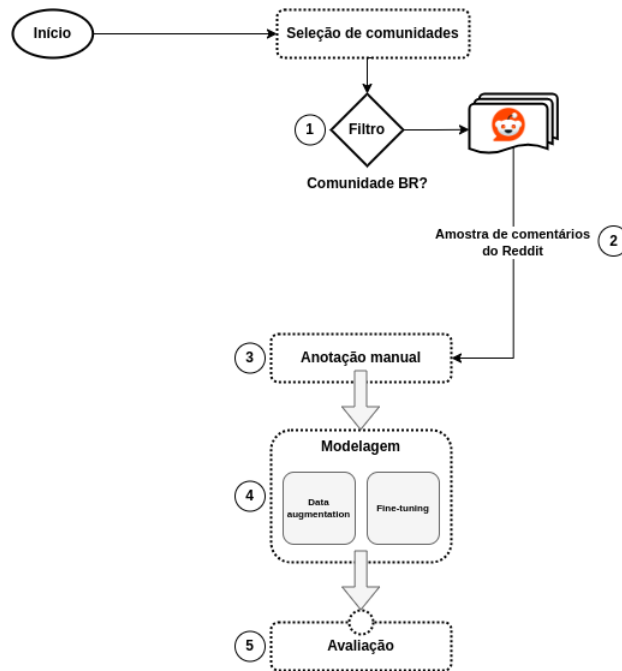 Início
Seleção de comunidades
1
Filtro
Comunidade BR?
Amostra de comentários
do Reddit
2
3
Anotação manual
Modelagem
4
Data
augmentation
Fine-tuning
5
Avaliação